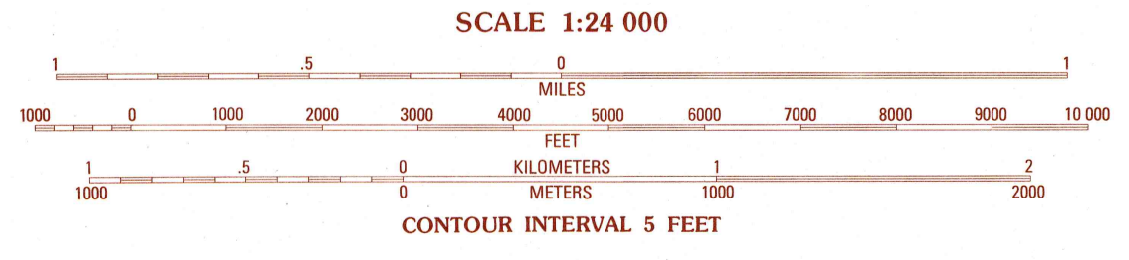 SCALE 1:24 000
1 .5 0 1
MILES
1000 0 1000 2000 3000 4000 5000 6000 7000 8000 9000 10 000
FEET
1 .5 0 KILOMETERS 1 2
1000 0 METERS 1000 2000
CONTOUR INTERVAL 5 FEET